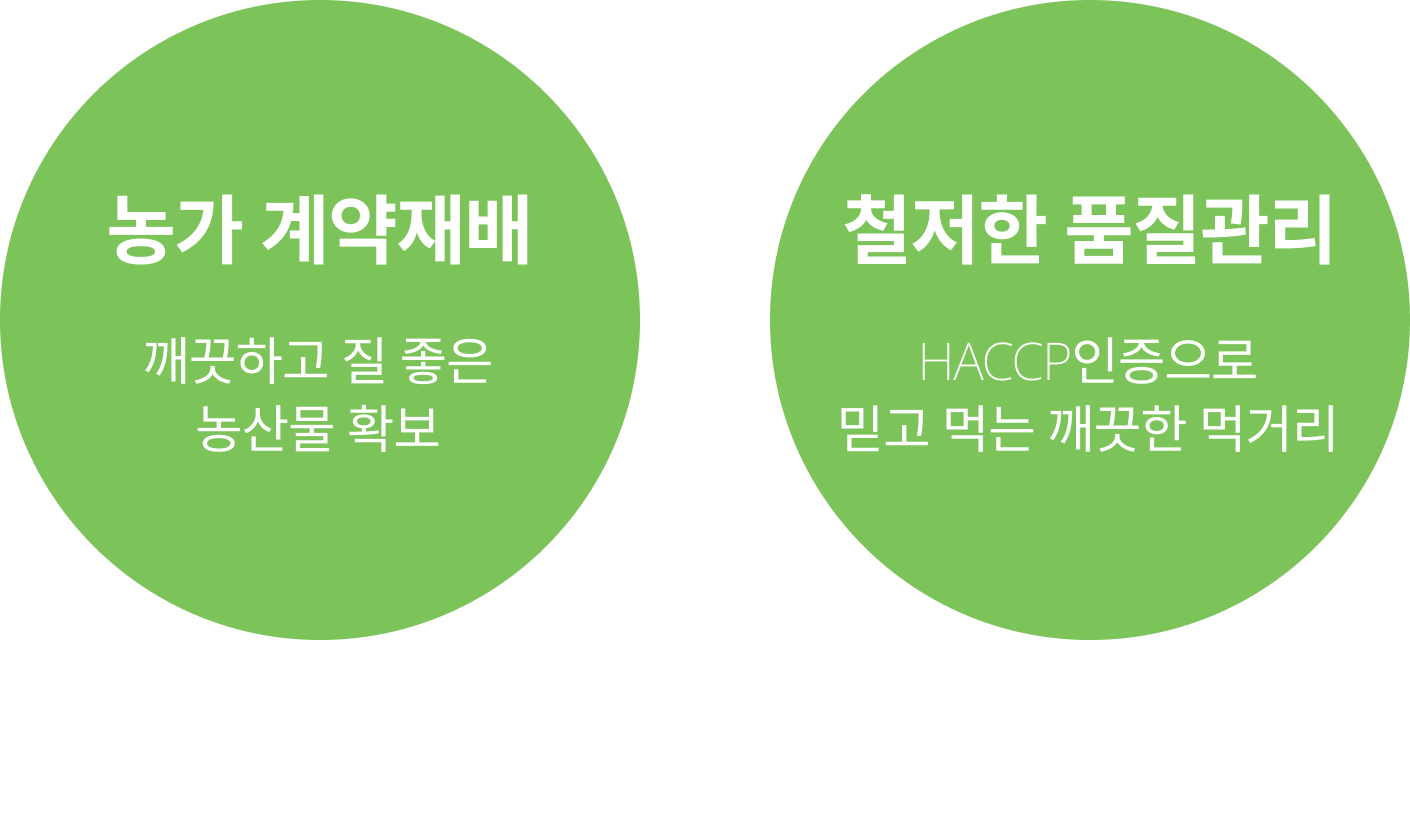 농가 계약재배
깨끗하고 질 좋은
농산물 확보
철저한 품질관리
HACCP인증으로
믿고 먹는 깨끗한 먹거리